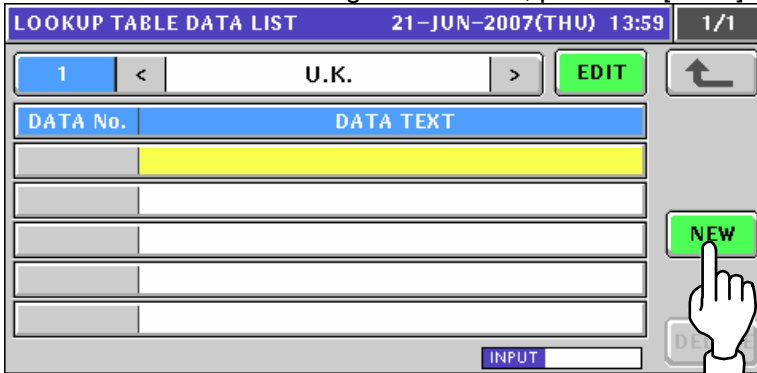 LOOKUP TABLE DATA LIST 21-JUN-2007(THU) 13:59 1/1
1 < U.K. > EDIT
DATA No. DATA TEXT
NEW
INPUT